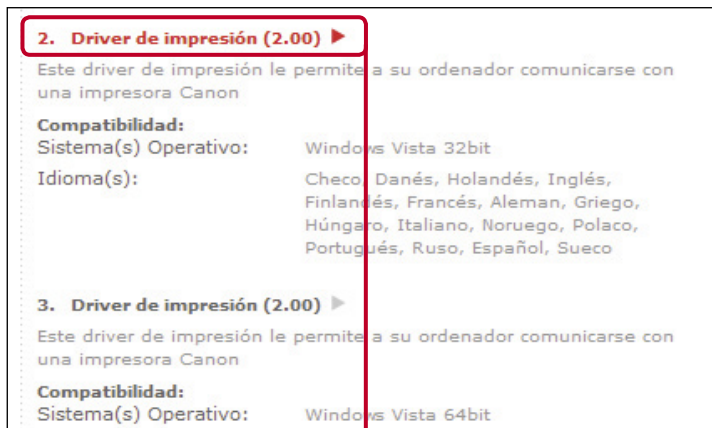 2. Driver de impresión (2.00)
Este driver de impresión le permite a su ordenador comunicarse con
una impresora Canon
Compatibilidad:
Sistema(s) Operativo: Windows Vista 32bit
Idioma(s): Checo, Danés, Holandés, Inglés,
Finlandés, Francés, Aleman, Griego,
Húngaro, Italiano, Noruego, Polaco,
Portugués, Ruso, Español, Sueco
3. Driver de impresión (2.00)
Este driver de impresión le permite a su ordenador comunicarse con
una impresora Canon
Compatibilidad:
Sistema(s) Operativo: Windows Vista 64bit